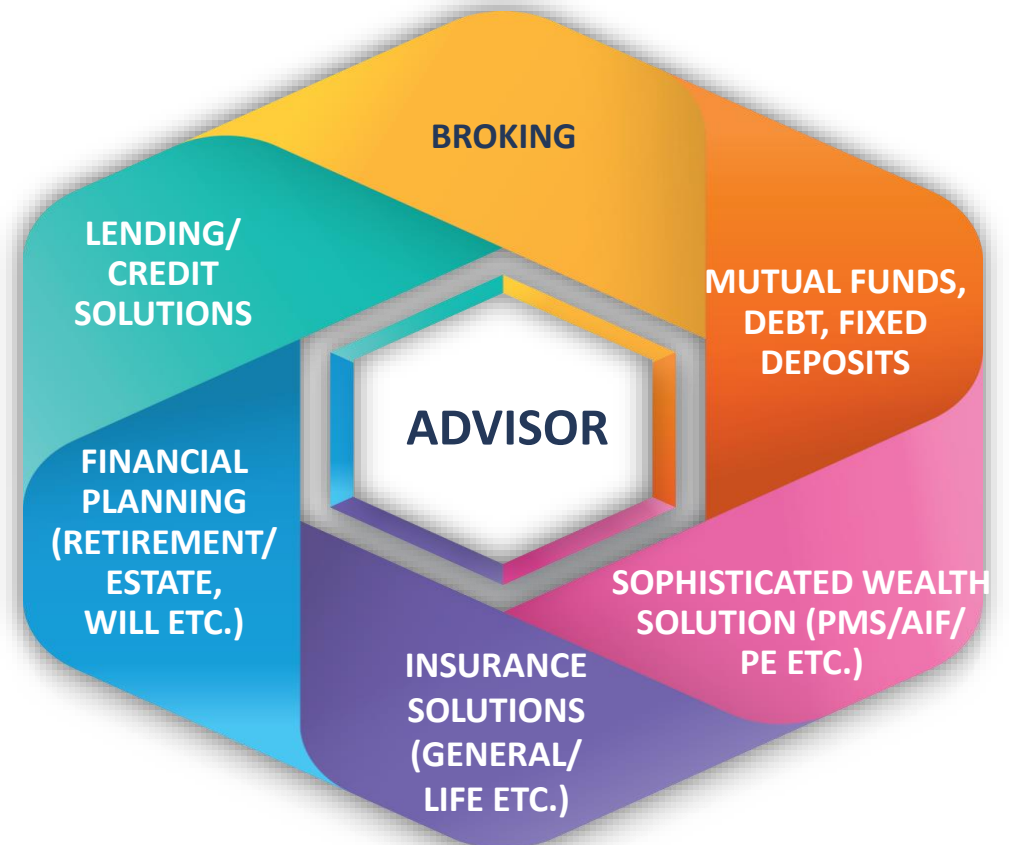 BROKING
MUTUAL FUNDS,
DEBT, FIXED
DEPOSITS
SOPHISTICATED WEALTH
SOLUTION (PMS/AIF/
PE ETC.)
INSURANCE
SOLUTIONS
(GENERAL/
LIFE ETC.)
FINANCIAL
PLANNING
(RETIREMENT/
ESTATE,
WILL ETC.)
LENDING/
CREDIT
SOLUTIONS
ADVISOR